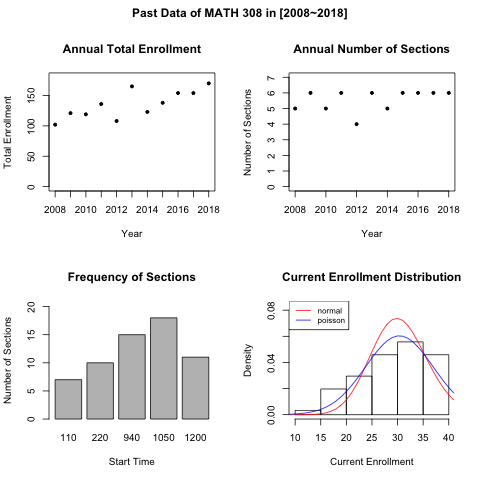 Past Data of MATH 308 in [2008~2018]
Annual Total Enrollment
Total Enrollment
0 50 100 150
2008 2010 2012 2014 2016 2018
Year
Annual Number of Sections
Number of Sections
0 1 2 3 4 5 6 7
2008 2010 2012 2014 2016 2018
Year
Frequency of Sections
Number of Sections
0 5 10 15 20
110 220 940 1050 1200
Start Time
Current Enrollment Distribution
normal
poisson
Density
0.00 0.04 0.08
10 15 20 25 30 35 40
Current Enrollment